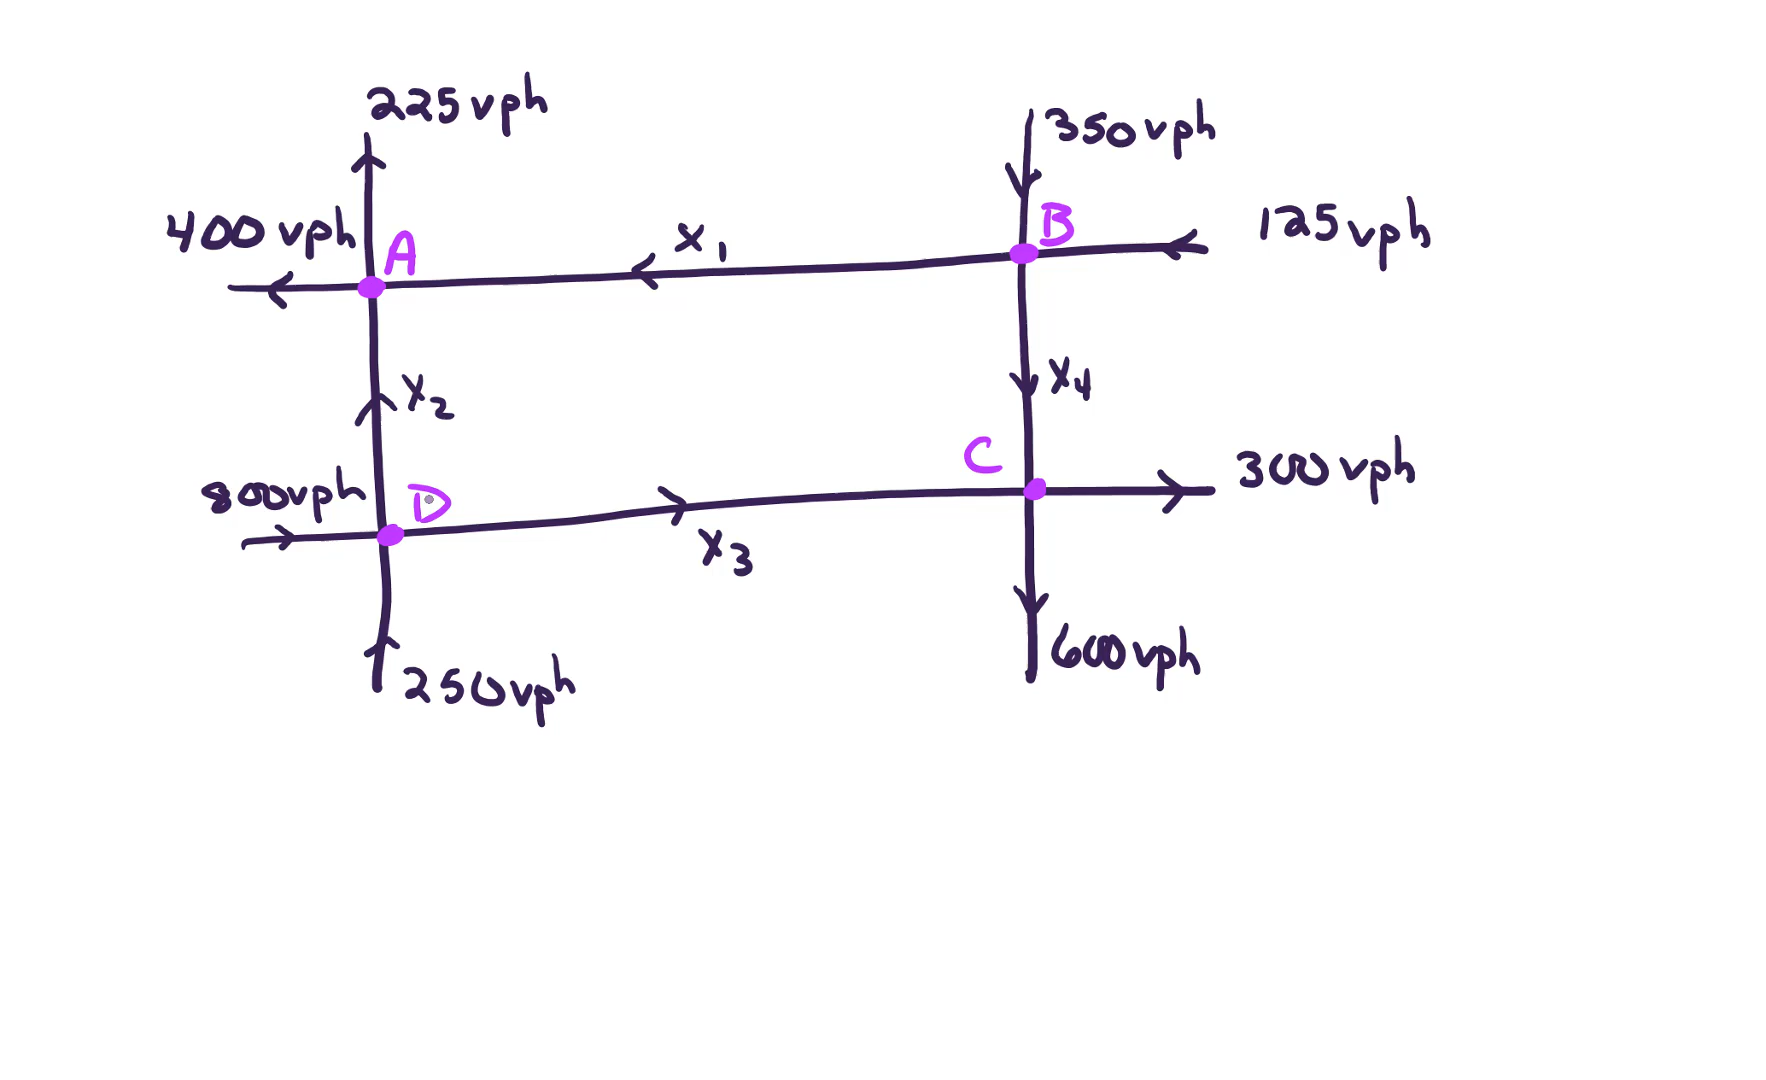 225 vph
350 vph
400 vph
A
x₁
B
125 vph
x₂
x₄
800 vph
D
C
300 vph
x₃
250 vph
600 vph